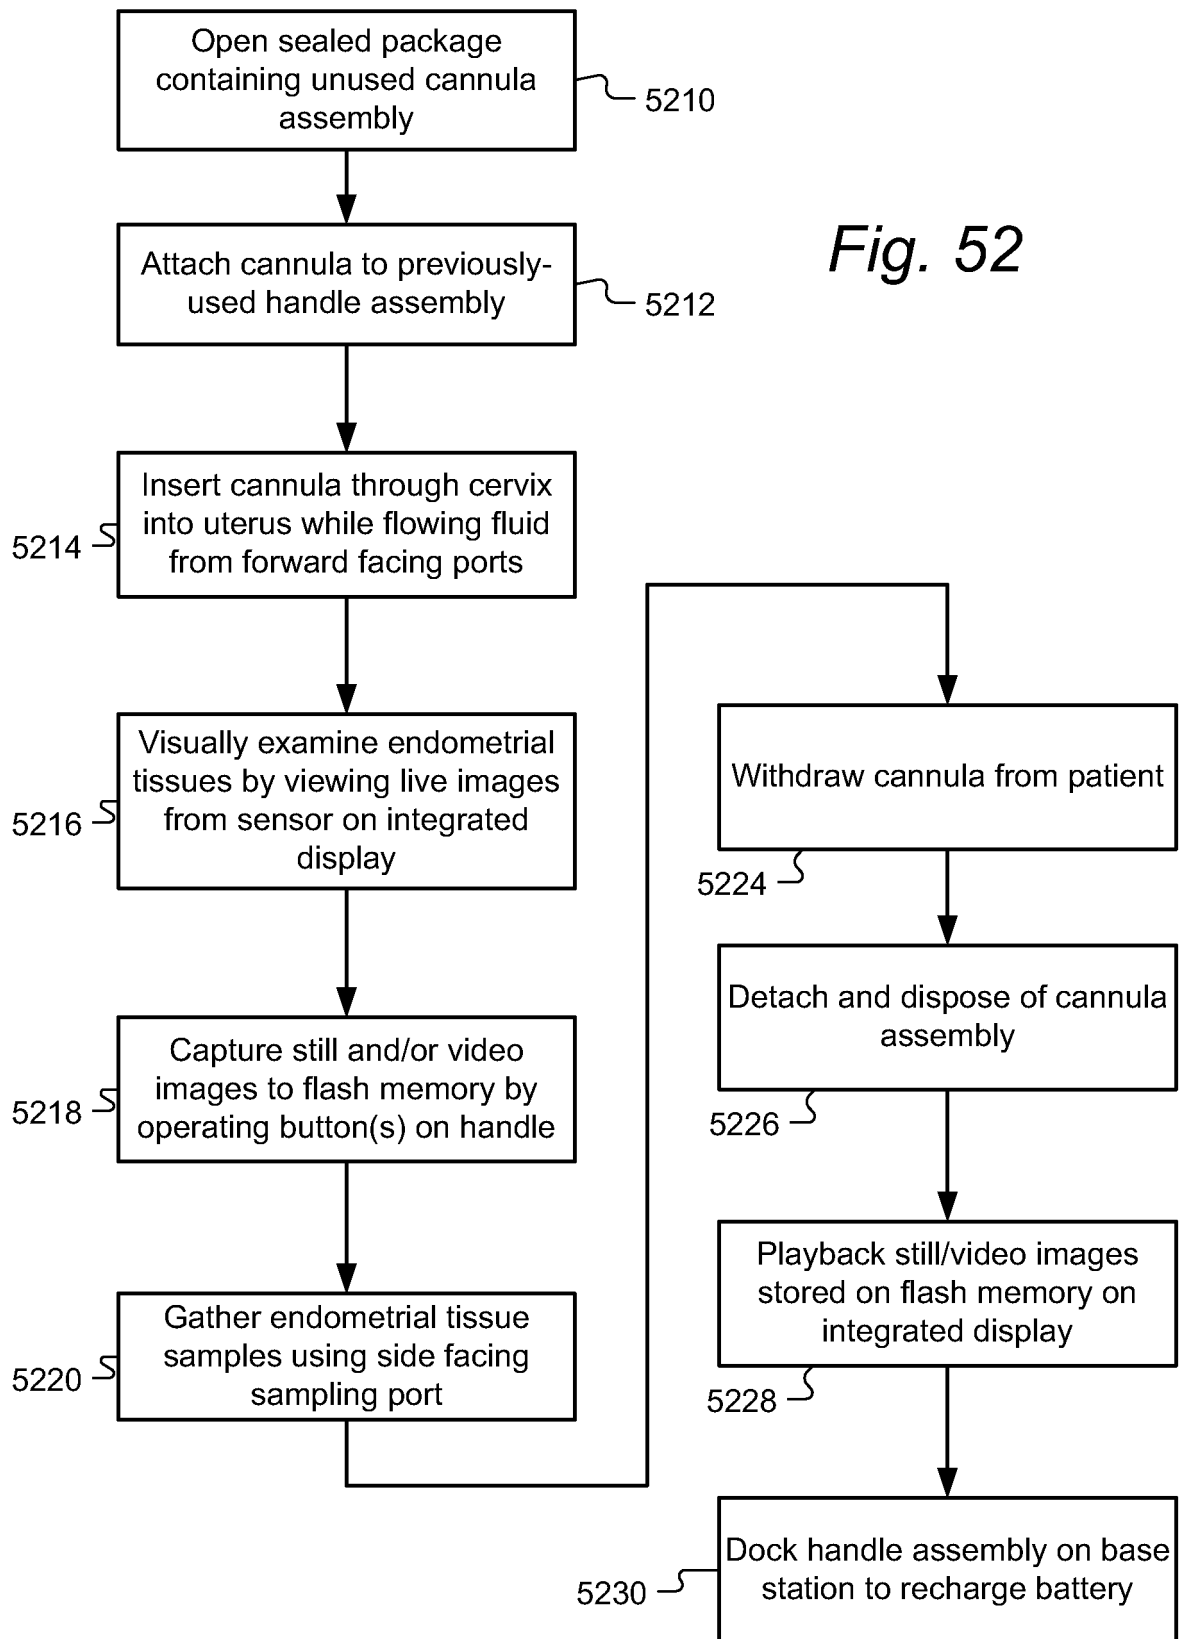 Open sealed package
containing unused cannula
assembly
5210
Fig. 52
Attach cannula to previously-
used handle assembly
5212
Insert cannula through cervix
into uterus while flowing fluid
from forward facing ports
5214
Visually examine endometrial
tissues by viewing live images
from sensor on integrated
display
5216
Capture still and/or video
images to flash memory by
operating button(s) on handle
5218
Gather endometrial tissue
samples using side facing
sampling port
5220
Withdraw cannula from patient
5224
Detach and dispose of cannula
assembly
5226
Playback still/video images
stored on flash memory on
integrated display
5228
Dock handle assembly on base
station to recharge battery
5230